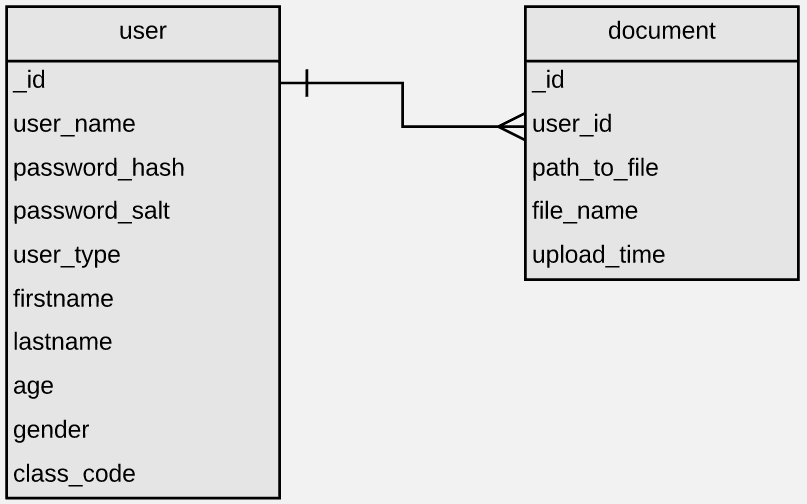 user
_id
user_name
password_hash
password_salt
user_type
firstname
lastname
age
gender
class_code
document
_id
user_id
path_to_file
file_name
upload_time